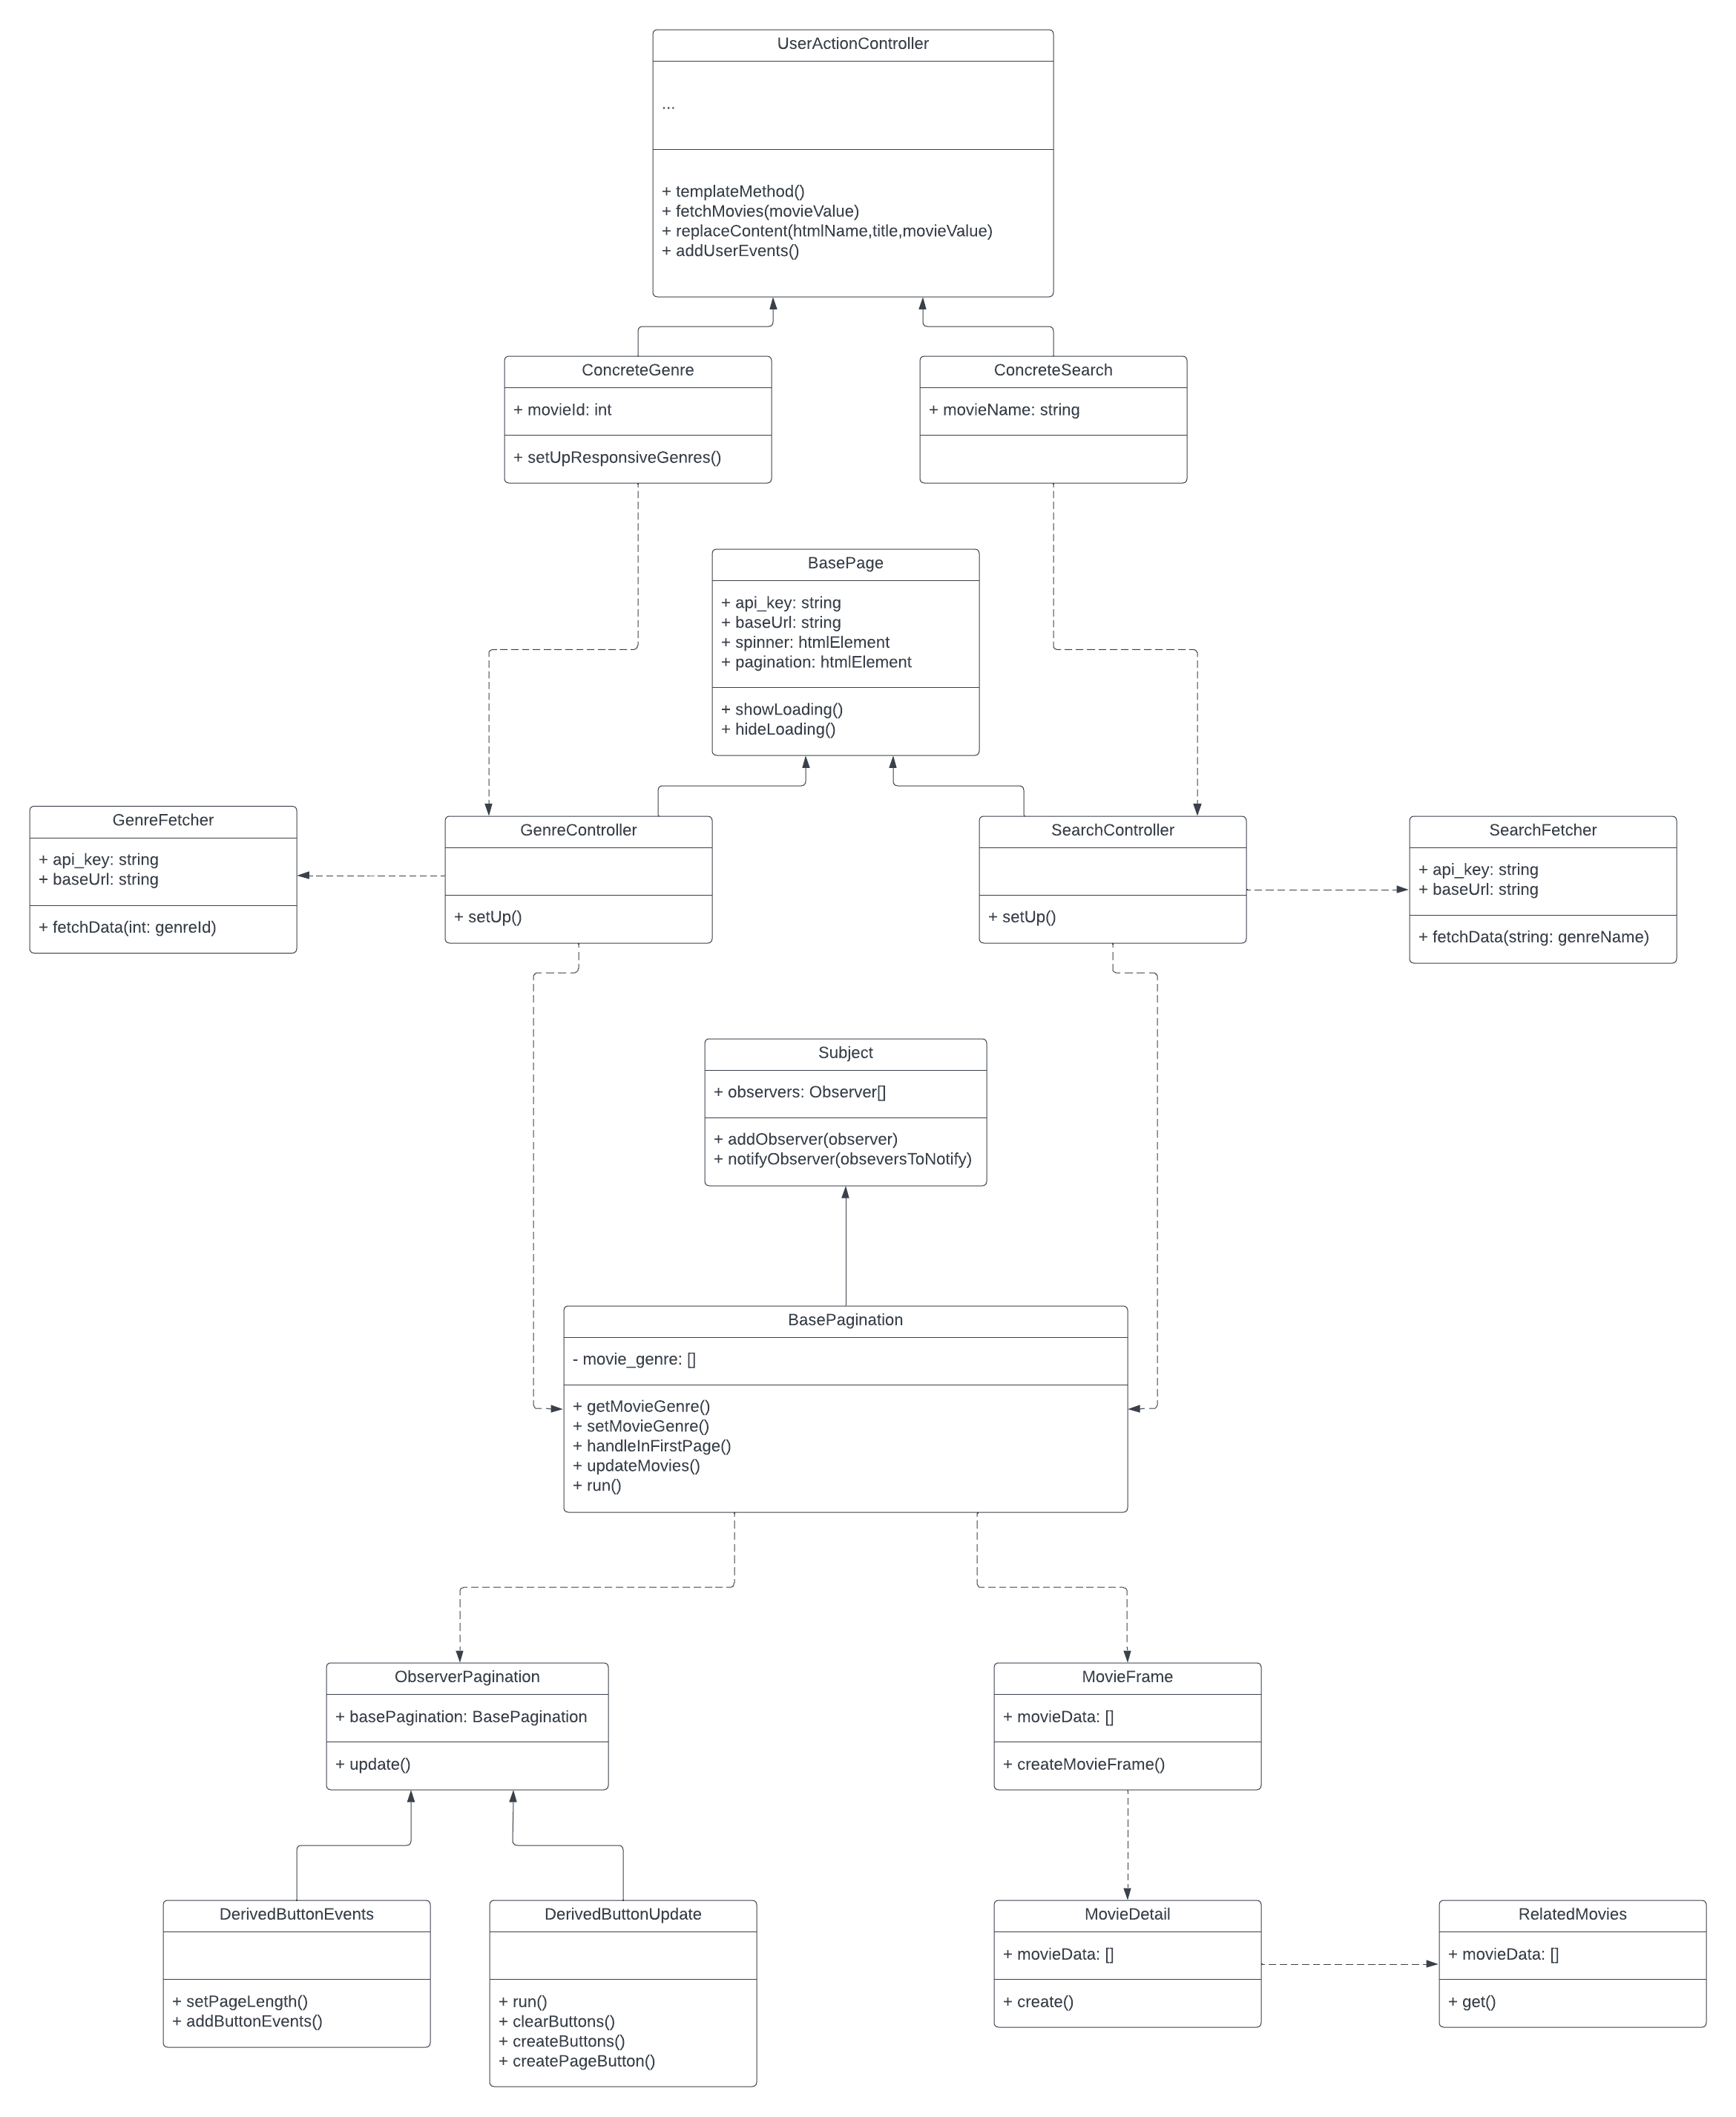 UserActionController
...
+ templateMethod()
+ fetchMovies(movieValue)
+ replaceContent(htmlName,title,movieValue)
+ addUserEvents()
ConcreteGenre
+ movieId: int
+ setUpResponsiveGenres()
ConcreteSearch
+ movieName: string
BasePage
+ api_key: string
+ baseUrl: string
+ spinner: htmlElement
+ pagination: htmlElement
+ showLoading()
+ hideLoading()
GenreFetcher
+ api_key: string
+ baseUrl: string
+ fetchData(int: genreId)
GenreController
+ setUp()
SearchController
+ setUp()
SearchFetcher
+ api_key: string
+ baseUrl: string
+ fetchData(string: genreName)
Subject
+ observers: Observer[]
+ addObserver(observer)
+ notifyObserver(obseversToNotify)
BasePagination
- movie_genre: []
+ getMovieGenre()
+ setMovieGenre()
+ handleInFirstPage()
+ updateMovies()
+ run()
ObserverPagination
+ basePagination: BasePagination
+ update()
MovieFrame
+ movieData: []
+ createMovieFrame()
DerivedButtonEvents
+ setPageLength()
+ addButtonEvents()
DerivedButtonUpdate
+ run()
+ clearButtons()
+ createButtons()
+ createPageButton()
MovieDetail
+ movieData: []
+ create()
RelatedMovies
+ movieData: []
+ get()